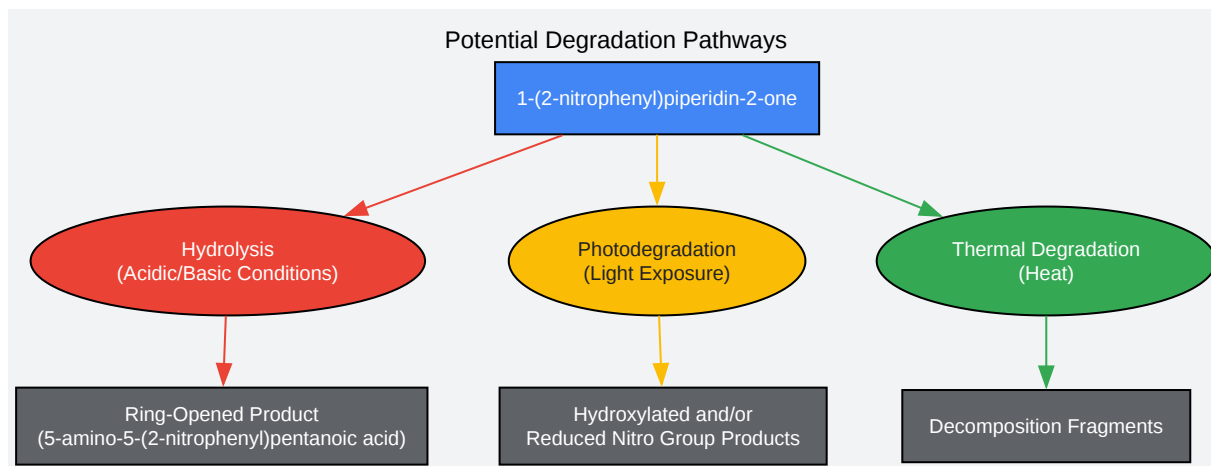 Potential Degradation Pathways
1-(2-nitrophenyl)piperidin-2-one
Hydrolysis
(Acidic/Basic Conditions)
Photodegradation
(Light Exposure)
Thermal Degradation
(Heat)
Ring-Opened Product
(5-amino-5-(2-nitrophenyl)pentanoic acid)
Hydroxylated and/or
Reduced Nitro Group Products
Decomposition Fragments